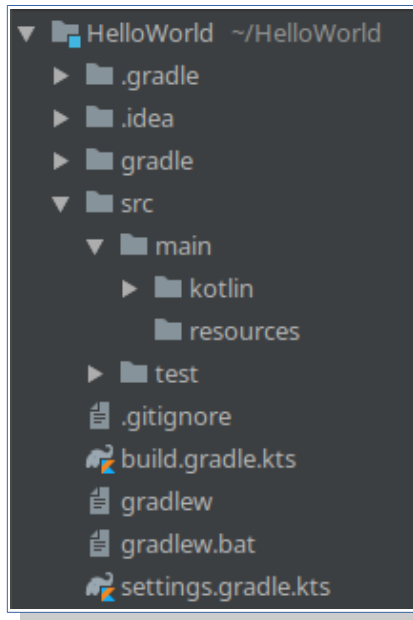 HelloWorld ~/HelloWorld
.gradle
.idea
gradle
src
main
kotlin
resources
test
.gitignore
build.gradle.kts
gradlew
gradlew.bat
settings.gradle.kts